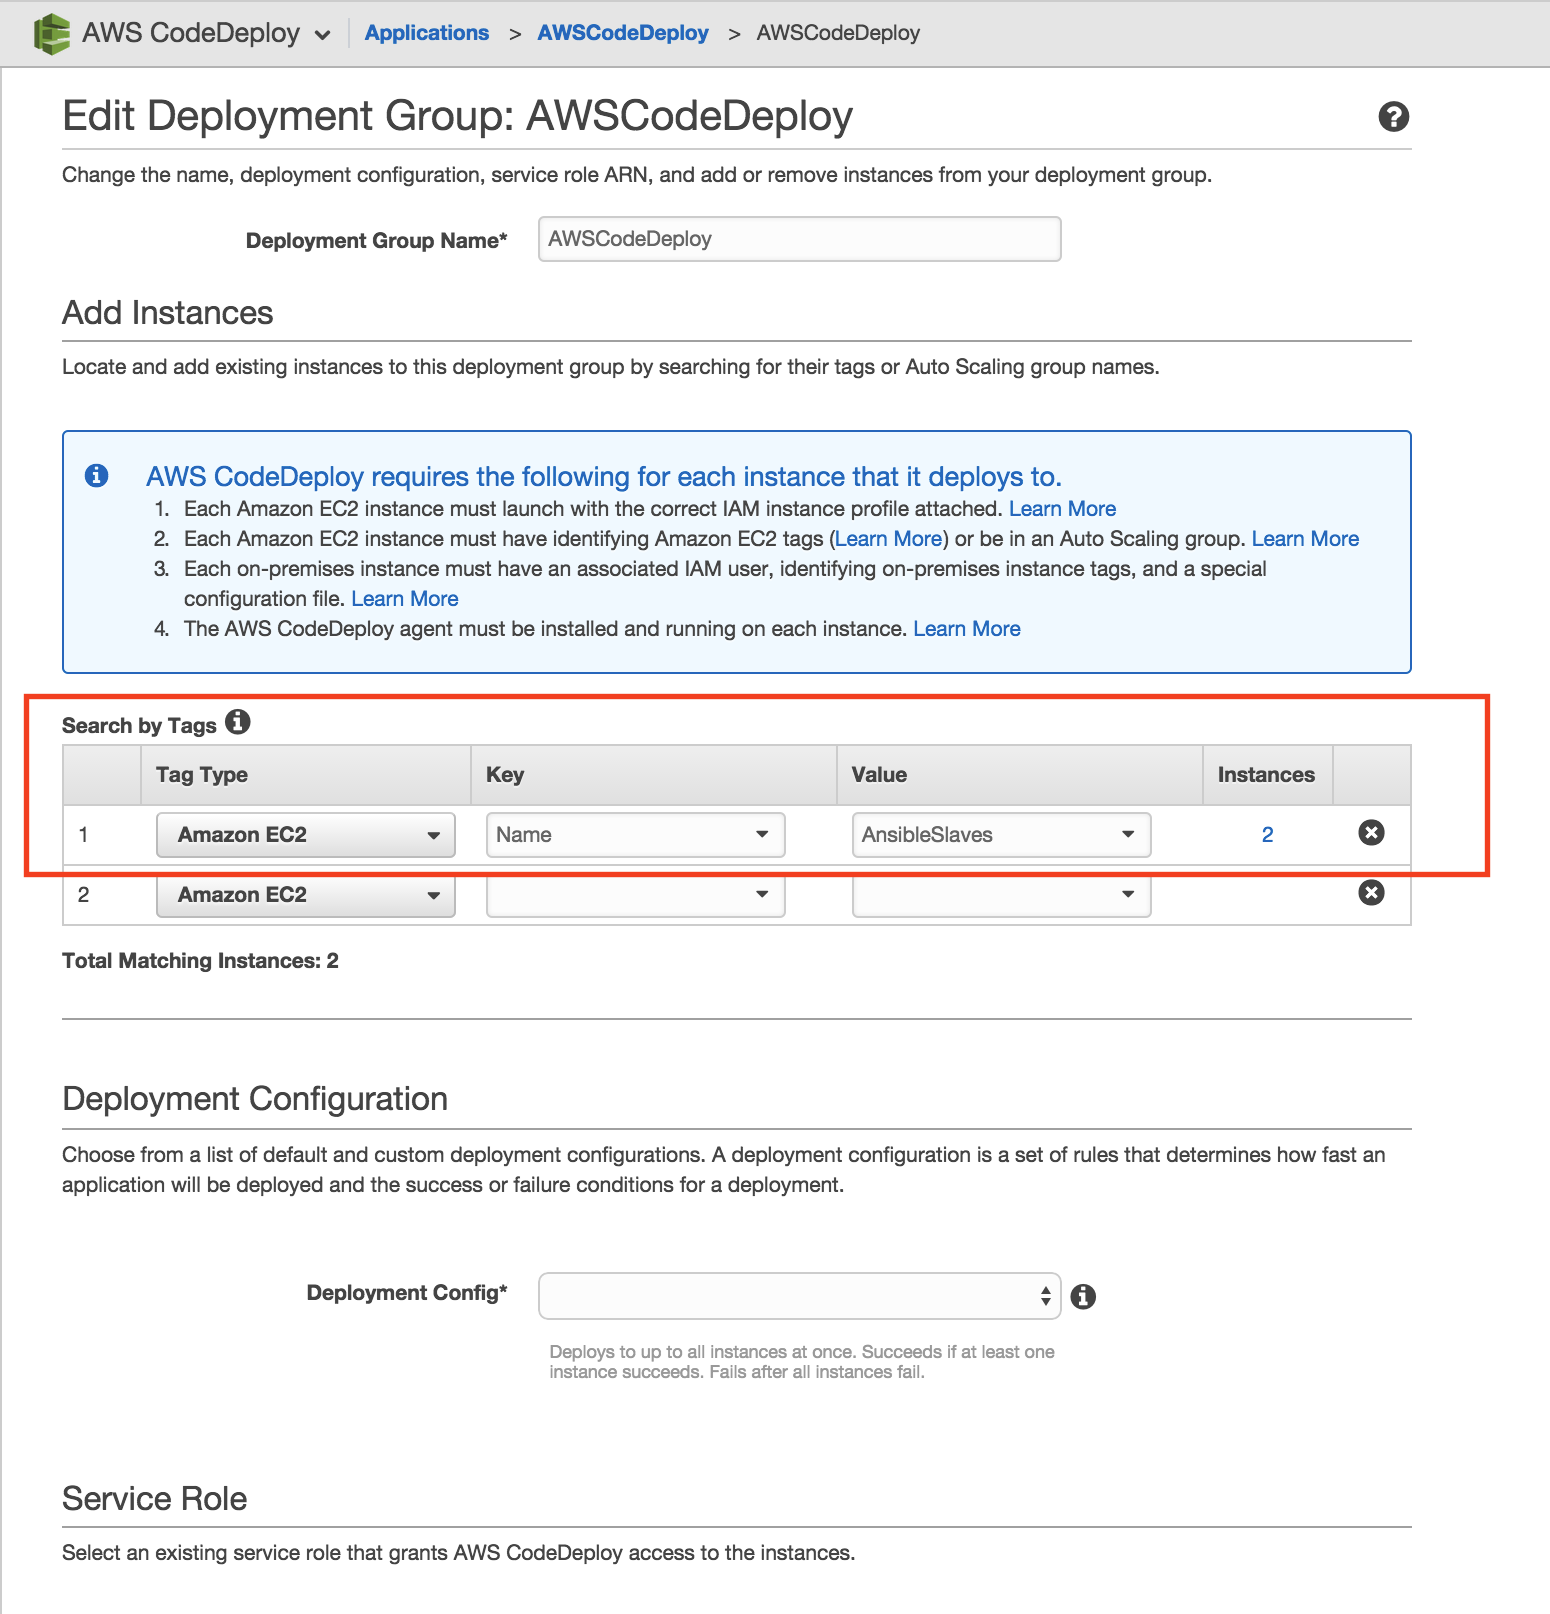 AWS CodeDeploy Applications > AWSCodeDeploy > AWSCodeDeploy
Edit Deployment Group: AWSCodeDeploy
Change the name, deployment configuration, service role ARN, and add or remove instances from your deployment group.
Deployment Group Name* AWSCodeDeploy
Add Instances
Locate and add existing instances to this deployment group by searching for their tags or Auto Scaling group names.
AWS CodeDeploy requires the following for each instance that it deploys to.
1. Each Amazon EC2 instance must launch with the correct IAM instance profile attached. Learn More
2. Each Amazon EC2 instance must have identifying Amazon EC2 tags (Learn More) or be in an Auto Scaling group. Learn More
3. Each on-premises instance must have an associated IAM user, identifying on-premises instance tags, and a special
configuration file. Learn More
4. The AWS CodeDeploy agent must be installed and running on each instance. Learn More
Search by Tags
Tag Type Key Value Instances
1 Amazon EC2 Name AnsibleSlaves 2
2 Amazon EC2
Total Matching Instances: 2
Deployment Configuration
Choose from a list of default and custom deployment configurations. A deployment configuration is a set of rules that determines how fast an
application will be deployed and the success or failure conditions for a deployment.
Deployment Config*
Deploys to up to all instances at once. Succeeds if at least one
instance succeeds. Fails after all instances fail.
Service Role
Select an existing service role that grants AWS CodeDeploy access to the instances.